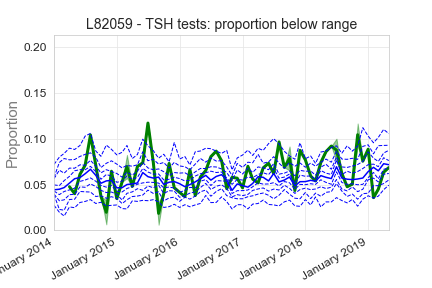 L82059 - TSH tests: proportion below range
Proportion
0.20
0.15
0.10
0.05
0.00
nuary 2014
January 2015
January 2016
January 2017
January 2018
January 2019